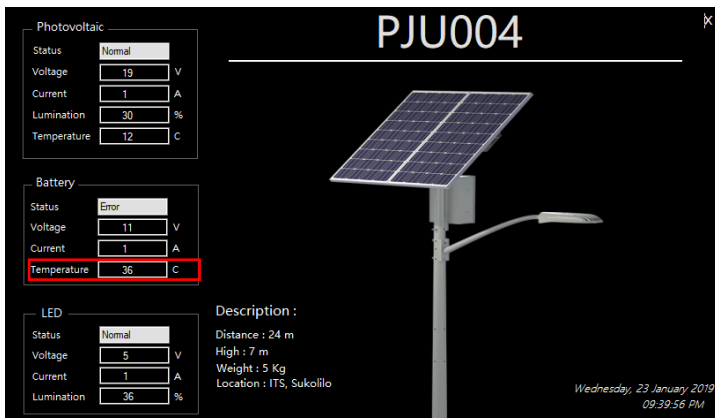 PJU004
x
Photovoltaic
Status Normal
Voltage 19 V
Current 1 A
Lumination 30 %
Temperature 12 C
Battery
Status Error
Voltage 11 V
Current 1 A
Temperature 36 C
LED
Status Normal
Voltage 5 V
Current 1 A
Lumination 36 %
Description :
Distance : 24 m
High : 7 m
Weight : 5 Kg
Location : ITS, Sukolilo
Wednesday, 23 January 2019
09:39:56 PM